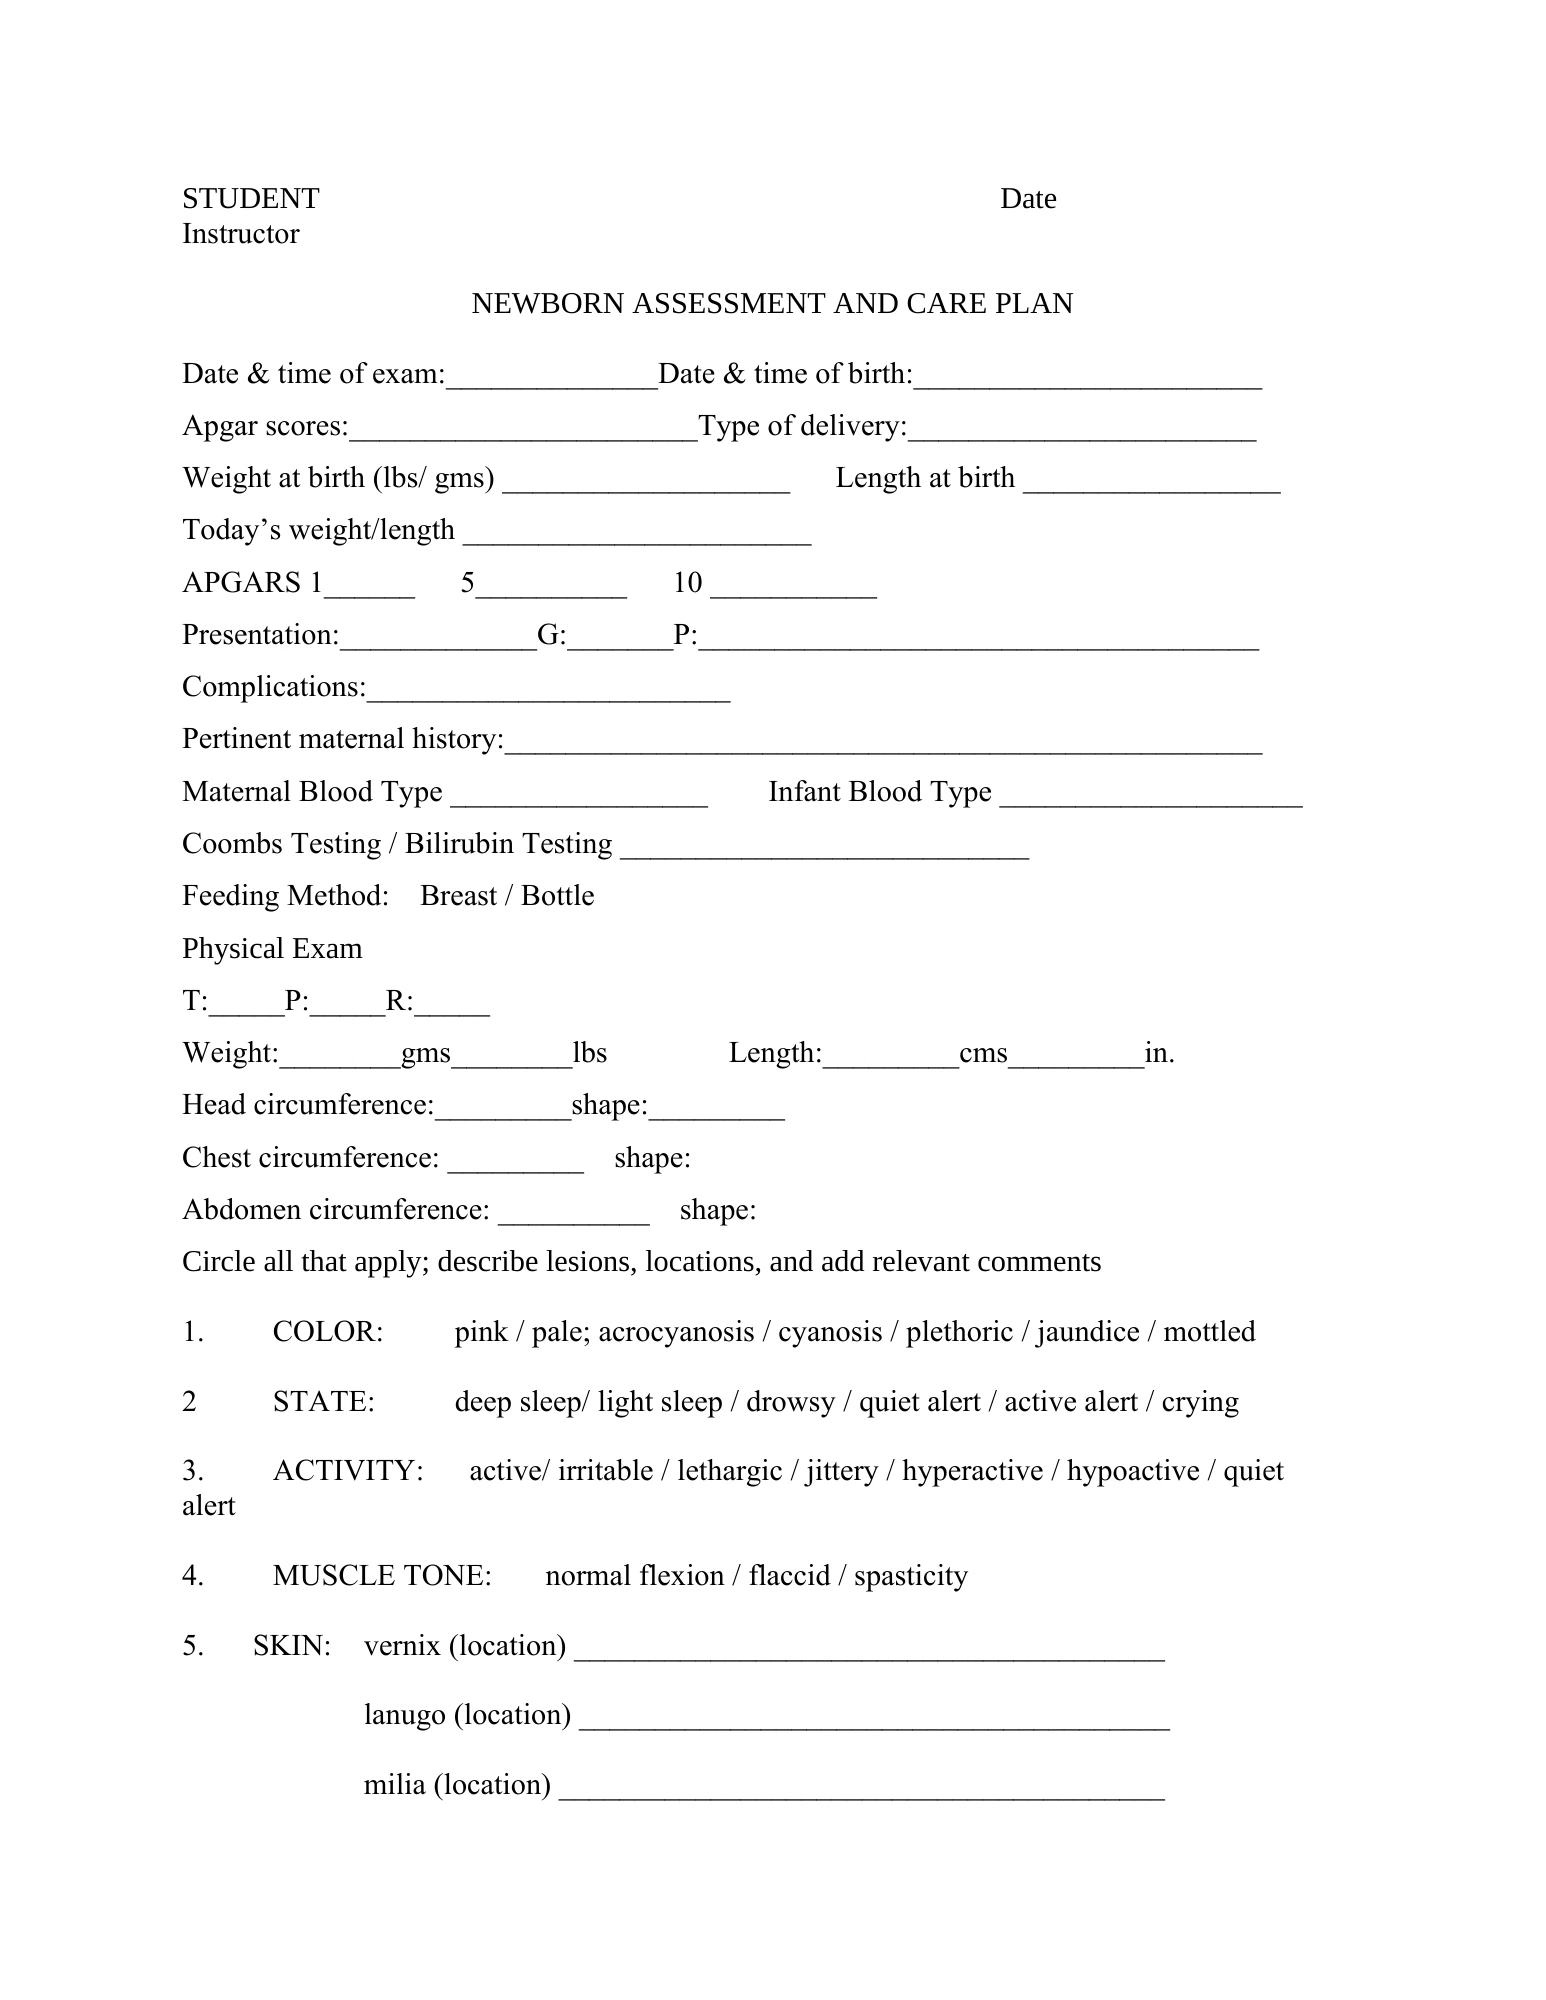 STUDENT Date
Instructor
NEWBORN ASSESSMENT AND CARE PLAN
Date & time of exam:______________Date & time of birth:_______________________
Apgar scores:_______________________Type of delivery:_______________________
Weight at birth (lbs/ gms) ___________________ Length at birth _________________
Today’s weight/length _______________________
APGARS 1______ 5__________ 10 ___________
Presentation:_____________G:_______P:_____________________________________
Complications:________________________
Pertinent maternal history:__________________________________________________
Maternal Blood Type _________________ Infant Blood Type ____________________
Coombs Testing / Bilirubin Testing ___________________________
Feeding Method: Breast / Bottle
Physical Exam
T:_____P:_____R:_____
Weight:________gms________lbs Length:_________cms_________in.
Head circumference:_________shape:_________
Chest circumference: _________ shape:
Abdomen circumference: __________ shape:
Circle all that apply; describe lesions, locations, and add relevant comments
1. COLOR: pink / pale; acrocyanosis / cyanosis / plethoric / jaundice / mottled
2 STATE: deep sleep/ light sleep / drowsy / quiet alert / active alert / crying
3. ACTIVITY: active/ irritable / lethargic / jittery / hyperactive / hypoactive / quiet
alert
4. MUSCLE TONE: normal flexion / flaccid / spasticity
5. SKIN: vernix (location) _______________________________________
lanugo (location) _______________________________________
milia (location) ________________________________________